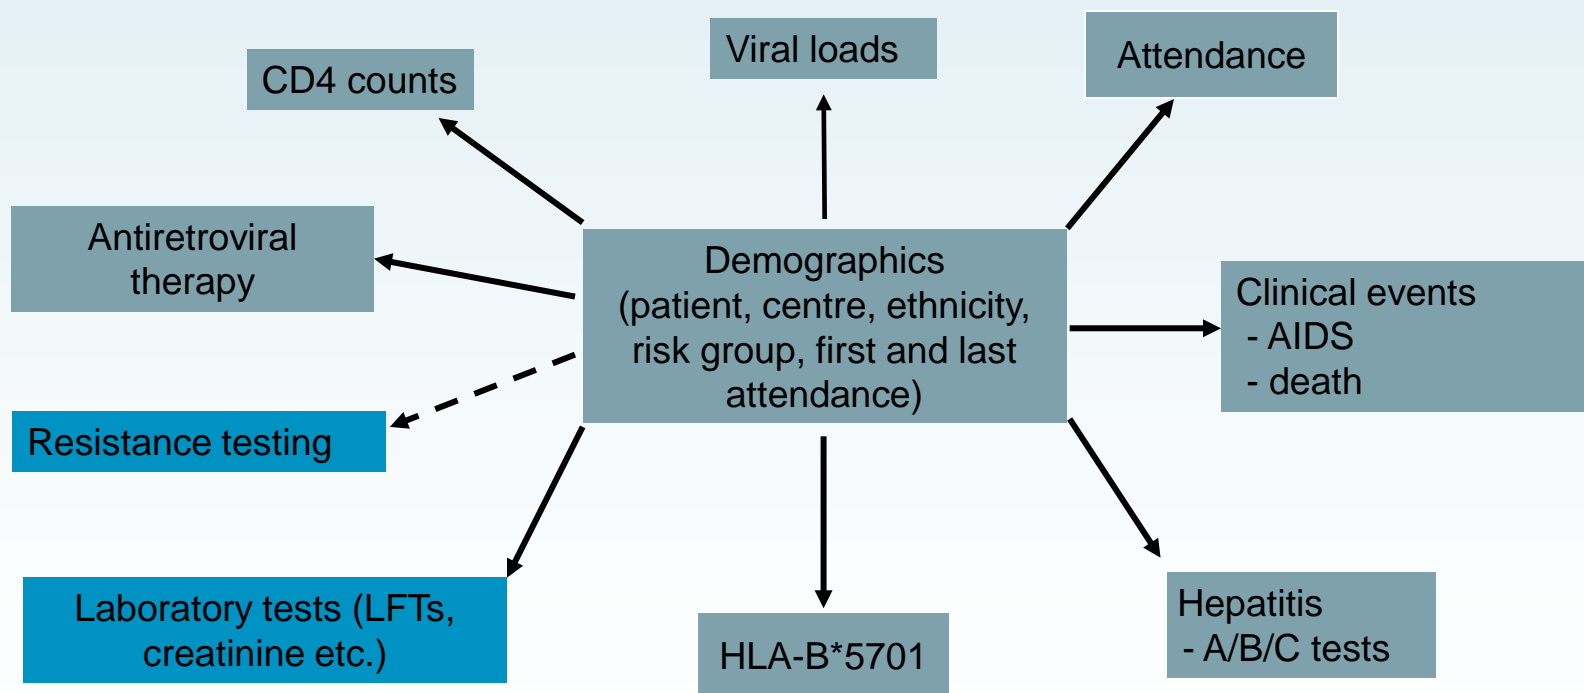 Viral loads
Attendance
CD4 counts
Antiretroviral
therapy
Demographics
(patient, centre, ethnicity,
risk group, first and last
attendance)
Clinical events
- AIDS
- death
Resistance testing
Laboratory tests (LFTs,
creatinine etc.)
HLA-B*5701
Hepatitis
- A/B/C tests